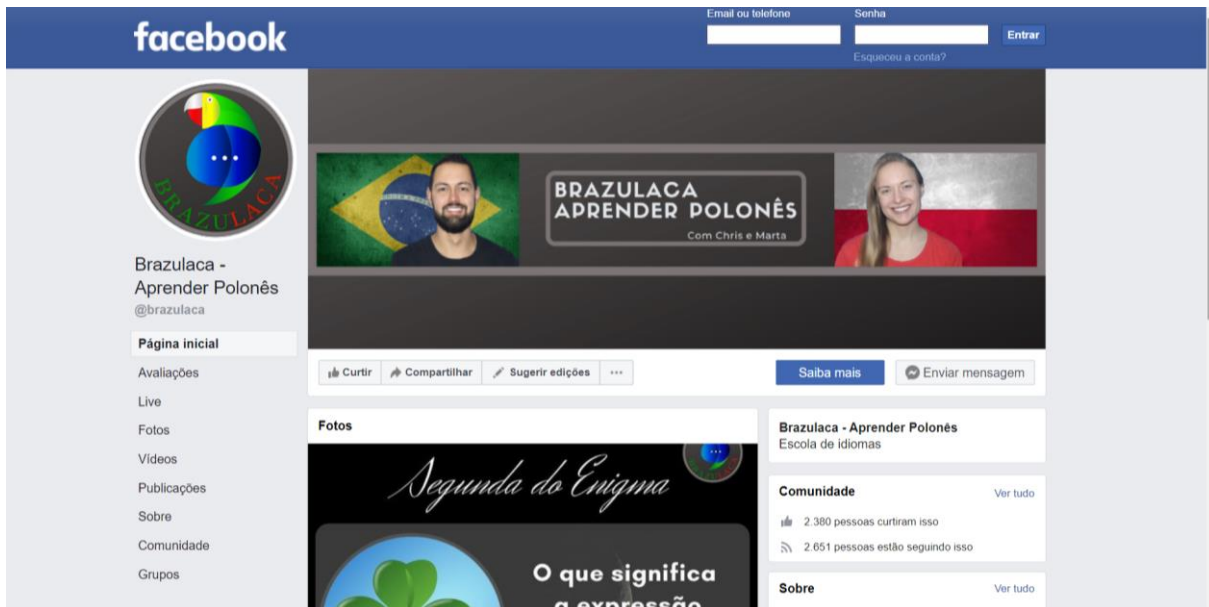 facebook
Email ou telefone
Senha
Entrar
Esqueceu a conta?
BRAZULACA
BRAZULACA
APRENDER POLONÊS
Com Chris e Marta
Brazulaca -
Aprender Polonês
@brazulaca
Página inicial
Avaliações
Live
Fotos
Vídeos
Publicações
Sobre
Comunidade
Grupos
Curtir
Compartilhar
Sugerir edições
Saiba mais
Enviar mensagem
Fotos
Segunda do Enigma
O que significa
a expressão
Brazulaca - Aprender Polonês
Escola de idiomas
Comunidade
Ver tudo
2.380 pessoas curtiram isso
2.651 pessoas estão seguindo isso
Sobre
Ver tudo